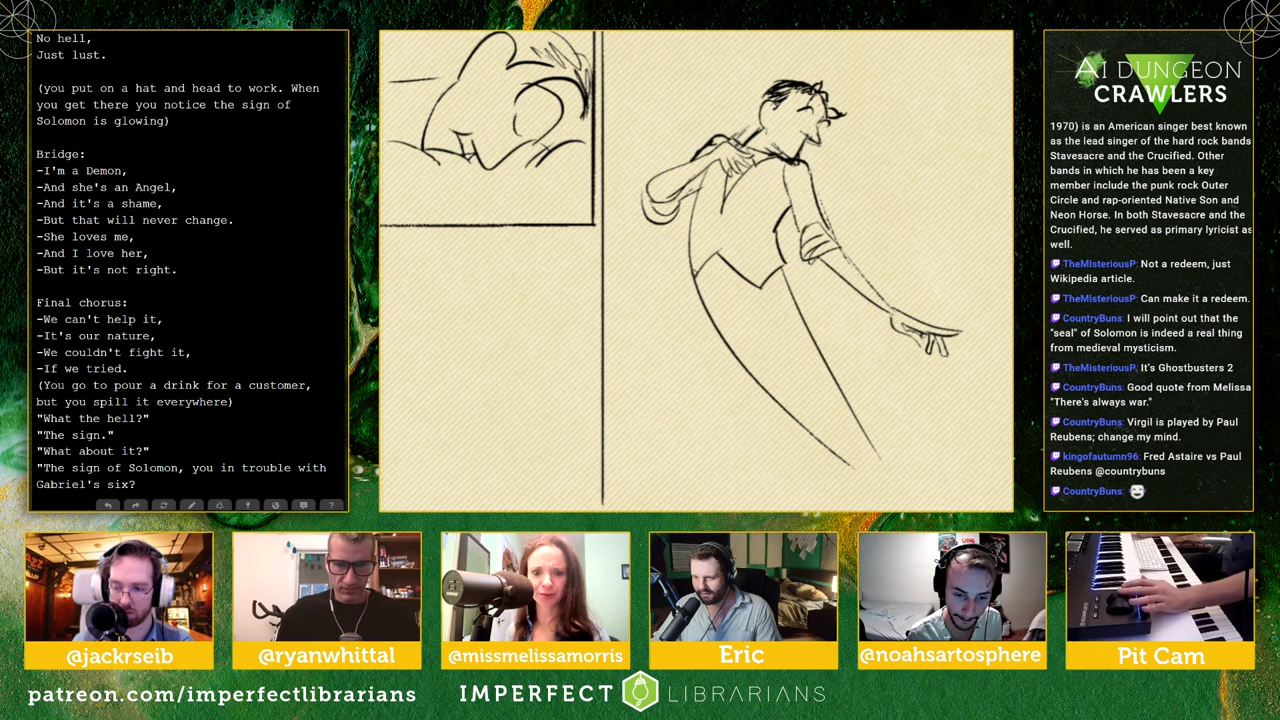 No hell,
Just lust.
(you put on a hat and head to work. When
you get there you notice the sign of
Solomon is glowing)
Bridge:
-I'm a Demon,
-And she's an Angel,
-And it's a shame,
-But that will never change.
-She loves me,
-And I love her,
-But it's not right.
Final chorus:
-We can't help it,
-It's our nature,
-We couldn't fight it,
-If we tried.
(You go to pour a drink for a customer,
but you spill it everywhere)
"What the hell?"
"The sign."
"What about it?"
"The sign of Solomon, you in trouble with
Gabriel's six?
AI DUNGEON
CRAWLERS
1970) is an American singer best known
as the lead singer of the hard rock bands
Stavesacre and the Crucified. Other
bands in which he has been a key
member include the punk rock Outer
Circle and rap-oriented Native Son and
Neon Horse. In both Stavesacre and the
Crucified, he served as primary lyricist as
well.
TheMIsteriousP: Not a redeem, just
Wikipedia article.
TheMIsteriousP: Can make it a redeem.
CountryBuns: I will point out that the
"seal" of Solomon is indeed a real thing
from medieval mysticism.
TheMIsteriousP: It's Ghostbusters 2
CountryBuns: Good quote from Melissa
"There's always war."
CountryBuns: Virgil is played by Paul
Reubens; change my mind.
kingofautumn96: Fred Astaire vs Paul
Reubens @countrybuns
CountryBuns:
@jackrseib
@ryanwhittal
@missmelissamorris
Eric
@noahsartosphere
Pit Cam
patreon.com/imperfectlibrarians
IMPERFECT LIBRARIANS